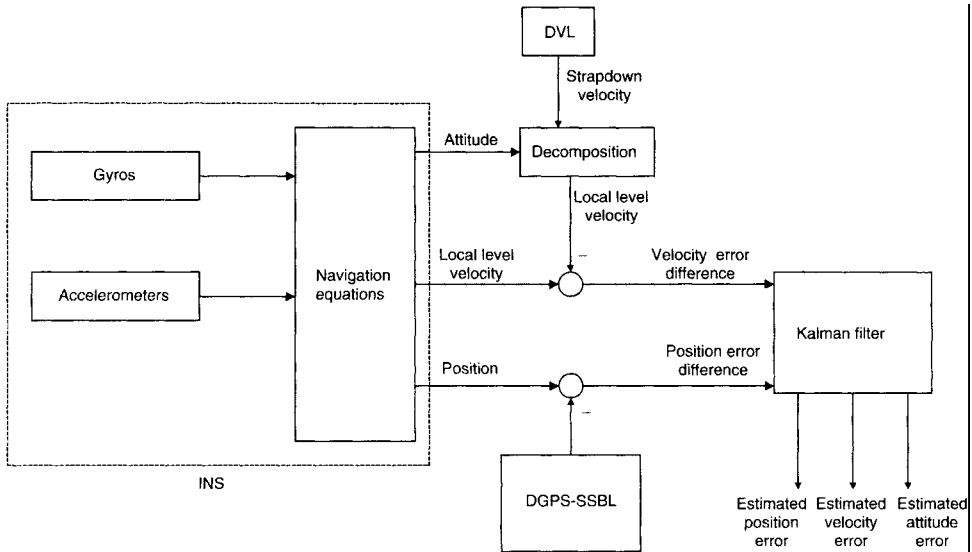 DVL
Strapdown
velocity
Attitude
Decomposition
Gyros
Local level
velocity
Local level
velocity
–
Velocity error
difference
Navigation
equations
Accelerometers
Kalman filter
Position
Position error
difference
–
INS
DGPS-SSBL
Estimated
position
error
Estimated
velocity
error
Estimated
attitude
error